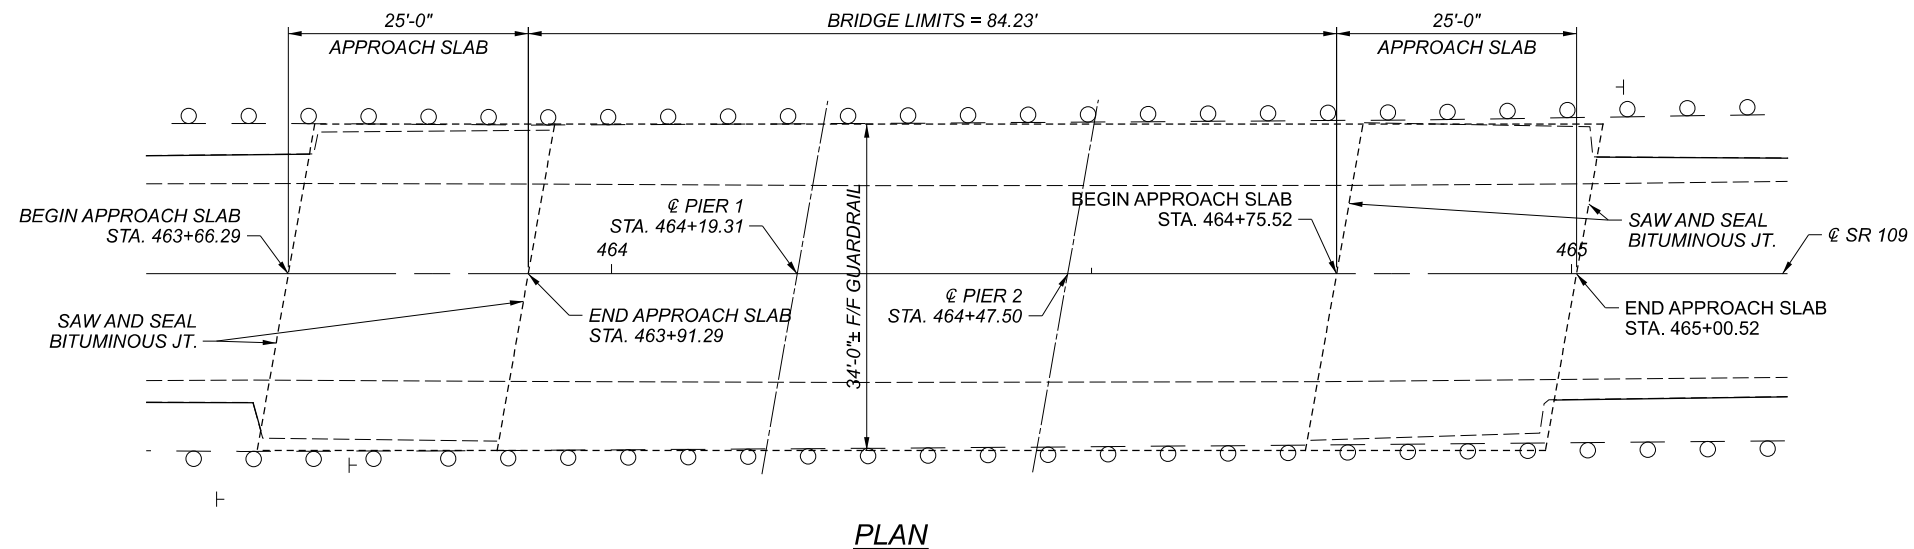 25'-0"
APPROACH SLAB
BRIDGE LIMITS = 84.23'
25'-0"
APPROACH SLAB
BEGIN APPROACH SLAB
STA. 463+66.29
℄ PIER 1
STA. 464+19.31
464
34'-0"± F/F GUARDRAIL
BEGIN APPROACH SLAB
STA. 464+75.52
SAW AND SEAL
BITUMINOUS JT.
465
℄ SR 109
SAW AND SEAL
BITUMINOUS JT.
END APPROACH SLAB
STA. 463+91.29
℄ PIER 2
STA. 464+47.50
END APPROACH SLAB
STA. 465+00.52
PLAN